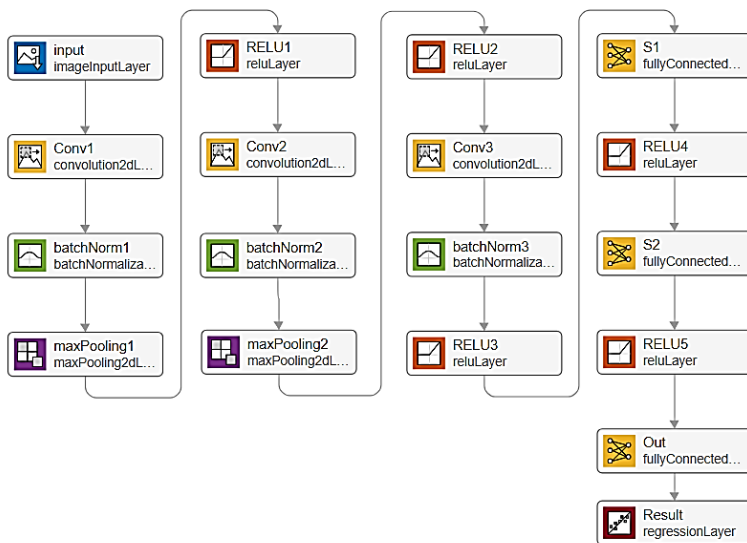 input
imageInputLayer
Conv1
convolution2dL...
batchNorm1
batchNormaliza...
maxPooling1
maxPooling2dL...
RELU1
reluLayer
Conv2
convolution2dL...
batchNorm2
batchNormaliza...
maxPooling2
maxPooling2dL...
RELU2
reluLayer
Conv3
convolution2dL...
batchNorm3
batchNormaliza...
RELU3
reluLayer
S1
fullyConnected...
RELU4
reluLayer
S2
fullyConnected...
RELU5
reluLayer
Out
fullyConnected...
Result
regressionLayer